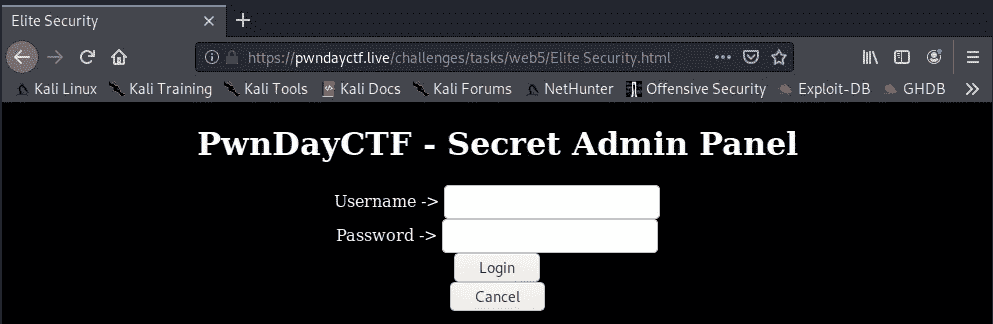 Elite Security
https://pwndayctf.live/challenges/tasks/web5/Elite Security.html
Kali Linux Kali Training Kali Tools Kali Docs Kali Forums NetHunter Offensive Security Exploit-DB GHDB
PwnDayCTF - Secret Admin Panel
Username ->
Password ->
Login
Cancel